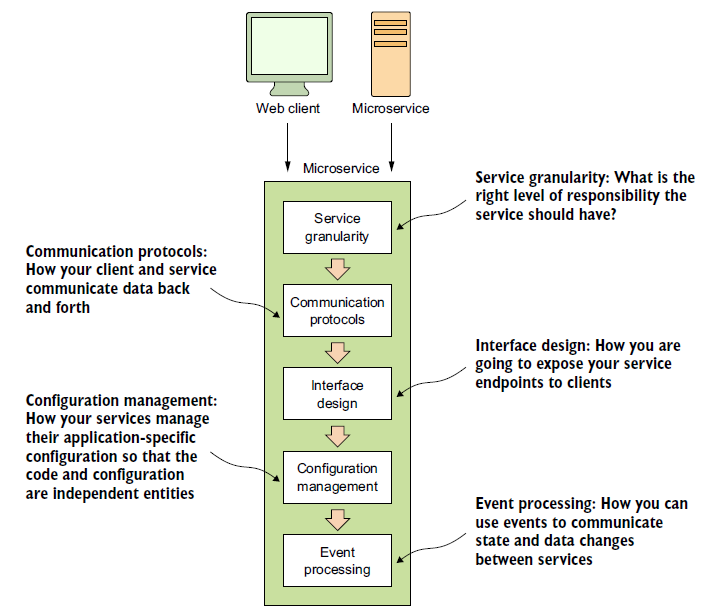 Web client
Microservice
Microservice
Service granularity: What is the
right level of responsibility the
service should have?
Service
granularity
Communication protocols:
How your client and service
communicate data back
and forth
Communication
protocols
Interface design: How you are
going to expose your service
endpoints to clients
Interface
design
Configuration management:
How your services manage
their application-specific
configuration so that the
code and configuration
are independent entities
Configuration
management
Event processing: How you can
use events to communicate
state and data changes
between services
Event
processing